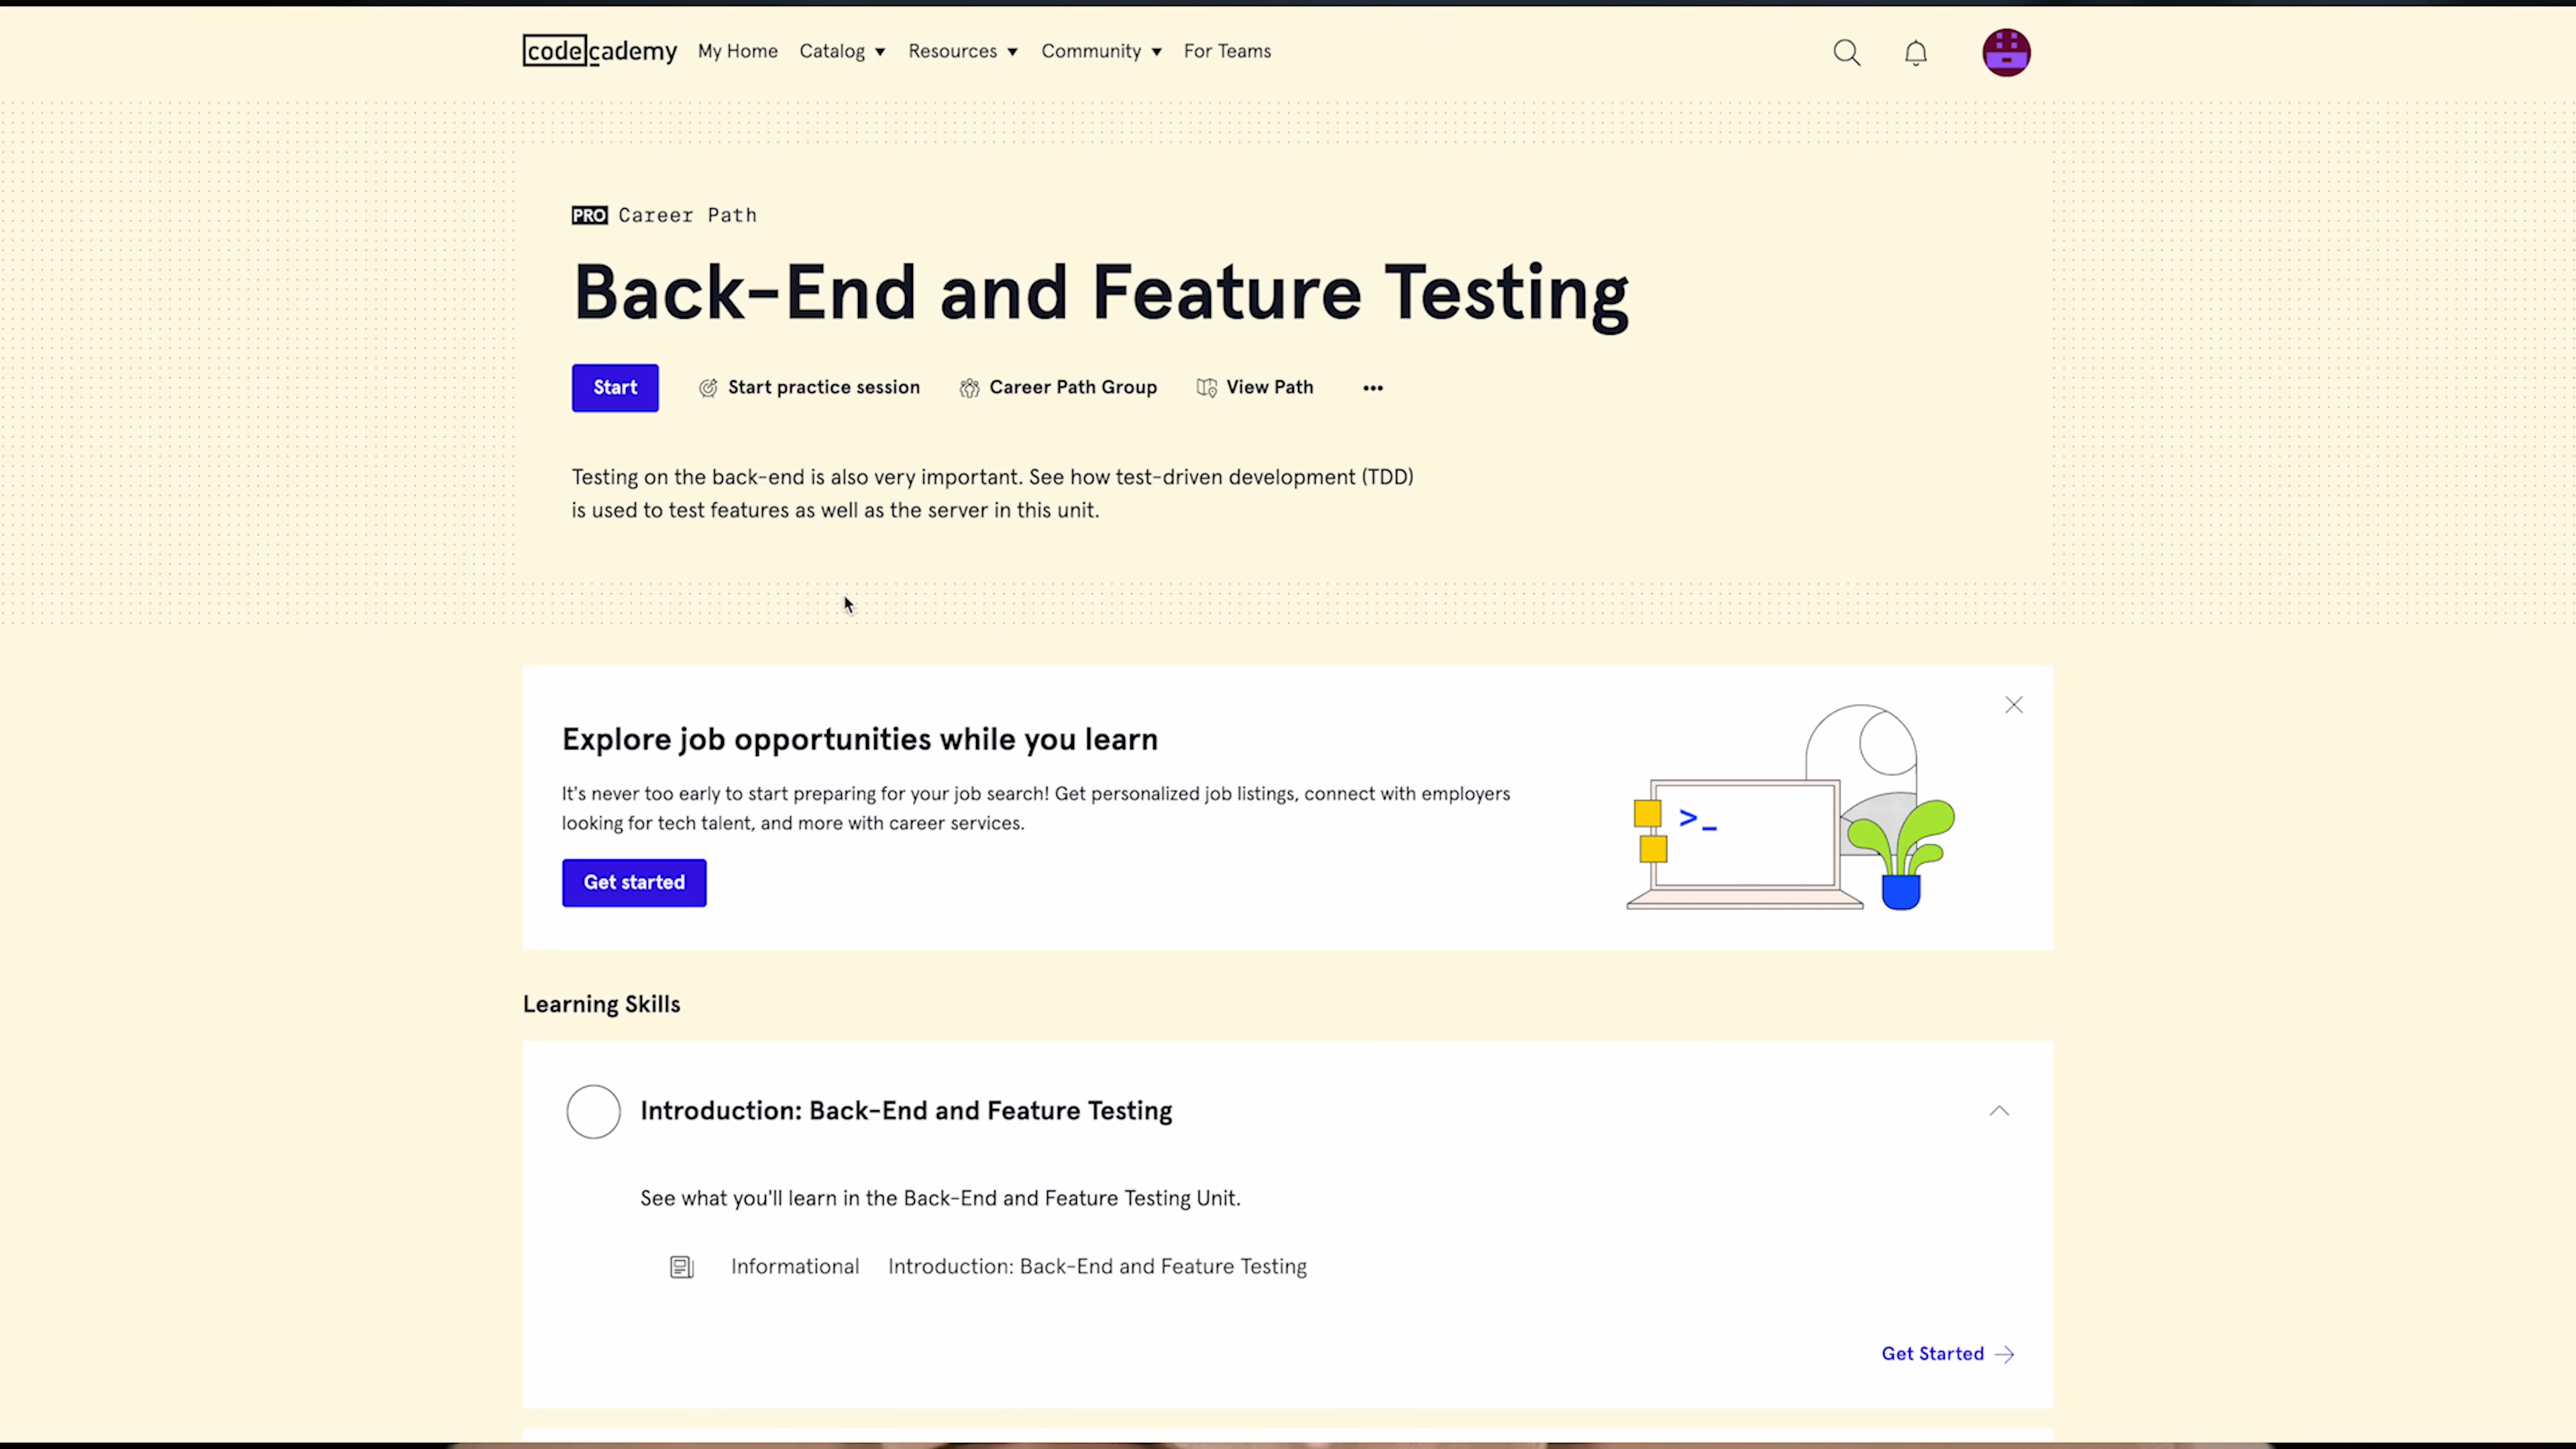 codecademy My Home Catalog Resources Community For Teams
PRO Career Path
Back-End and Feature Testing
Start Start practice session Career Path Group View Path
Testing on the back-end is also very important. See how test-driven development (TDD)
is used to test features as well as the server in this unit.
Explore job opportunities while you learn
It's never too early to start preparing for your job search! Get personalized job listings, connect with employers
looking for tech talent, and more with career services.
>_
Get started
Learning Skills
Introduction: Back-End and Feature Testing
See what you'll learn in the Back-End and Feature Testing Unit.
Informational Introduction: Back-End and Feature Testing
Get Started